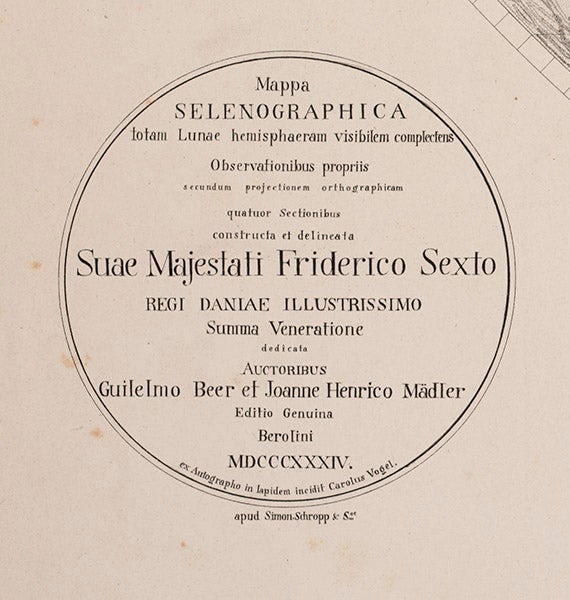 Mappa
SELENOGRAPHICA
totam Lunae hemisphaeram visibilem complectens
Observationibus propriis
secundum projectionem orthographicam
quatuor Sectionibus
constructa et delineata
Suae Majestati Friderico Sexto
REGI DANIAE ILLUSTRISSIMO
Summa Veneratione
dedicata
AUCTORIBUS
Guilelmo Beer et Joanne Henrico Mädler
Editio Genuina
Berolini
MDCCCXXXIV.
ex Autographo in lapidem incidit Carolus Vogel.
apud Simon Schropp & Soc